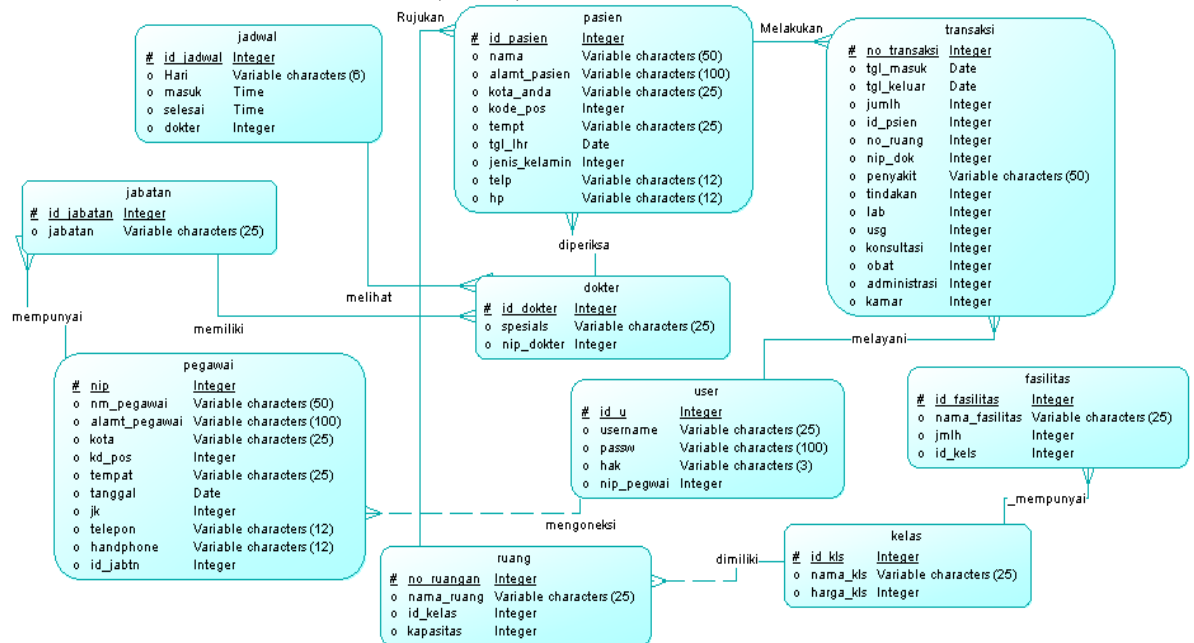 Rujukan
pasien
# id_pasien Integer
o nama Variable characters (50)
o alamt_pasien Variable characters (100)
o kota_anda Variable characters (25)
o kode_pos Integer
o tempt Variable characters (25)
o tgl_lhr Date
o jenis_kelamin Integer
o telp Variable characters (12)
o hp Variable characters (12)
Melakukan
transaksi
# no_transaksi Integer
o tgl_masuk Date
o tgl_keluar Date
o jumlh Integer
o id_psien Integer
o no_ruang Integer
o nip_dok Integer
o penyakit Variable characters (50)
o tindakan Integer
o lab Integer
o usg Integer
o konsultasi Integer
o obat Integer
o administrasi Integer
o kamar Integer
jadwal
# id_jadwal Integer
o Hari Variable characters (6)
o masuk Time
o selesai Time
o dokter Integer
jabatan
# id_jabatan Integer
o jabatan Variable characters (25)
diperiksa
melihat
memiliki
mempunyai
dokter
# id_dokter Integer
o spesials Variable characters (25)
o nip_dokter Integer
melayani
pegawai
# nip Integer
o nm_pegawai Variable characters (50)
o alamt_pegawai Variable characters (100)
o kota Variable characters (25)
o kd_pos Integer
o tempat Variable characters (25)
o tanggal Date
o jk Integer
o telepon Variable characters (12)
o handphone Variable characters (12)
o id_jabtn Integer
user
# id_u Integer
o username Variable characters (25)
o passw Variable characters (100)
o hak Variable characters (3)
o nip_pegwai Integer
fasilitas
# id_fasilitas Integer
o nama_fasilitas Variable characters (25)
o jmlh Integer
o id_kels Integer
_mempunyai
mengoneksi
ruang
# no_ruangan Integer
o nama_ruang Variable characters (25)
o id_kelas Integer
o kapasitas Integer
dimiliki
kelas
# id_kls Integer
o nama_kls Variable characters (25)
o harga_kls Integer